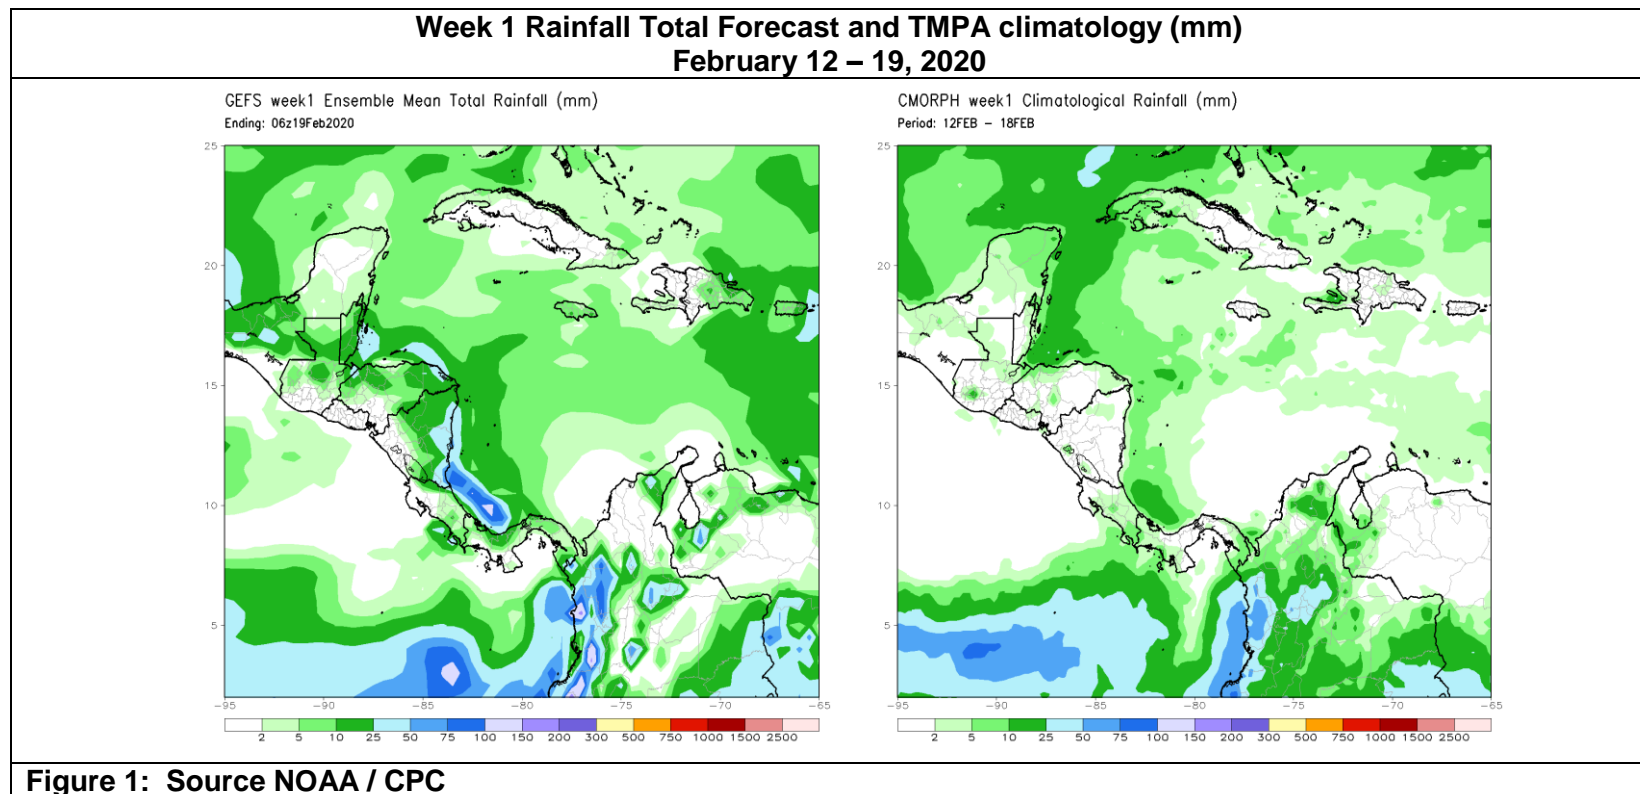 Week 1 Rainfall Total Forecast and TMPA climatology (mm)
February 12 – 19, 2020
GEFS week1 Ensemble Mean Total Rainfall (mm)
Ending: 06z19Feb2020
25
20
15
10
5
-95 -90 -85 -80 -75 -70 -65
2 5 10 25 50 75 100 150 200 300 500 750 1000 1500 2500
CMORPH week1 Climatological Rainfall (mm)
Period: 12FEB – 18FEB
25
20
15
10
5
-95 -90 -85 -80 -75 -70 -65
2 5 10 25 50 75 100 150 200 300 500 750 1000 1500 2500
Figure 1: Source NOAA / CPC